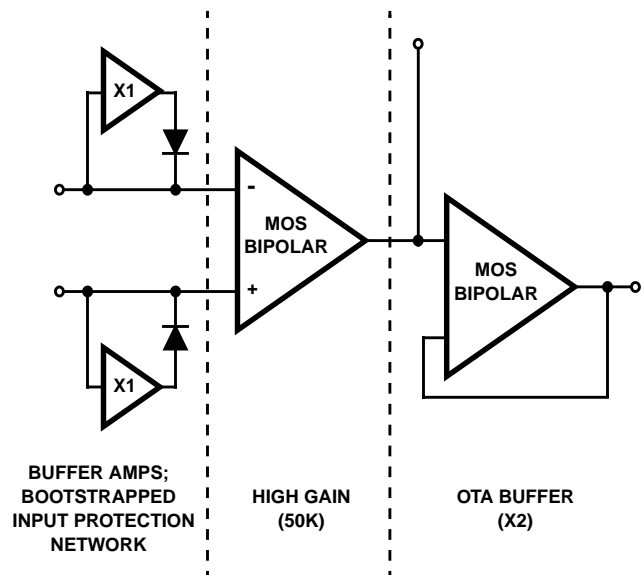 X1
-
MOS
BIPOLAR
MOS
BIPOLAR
+
X1
BUFFER AMPS;
BOOTSTRAPPED
INPUT PROTECTION
NETWORK
HIGH GAIN
(50K)
OTA BUFFER
(X2)